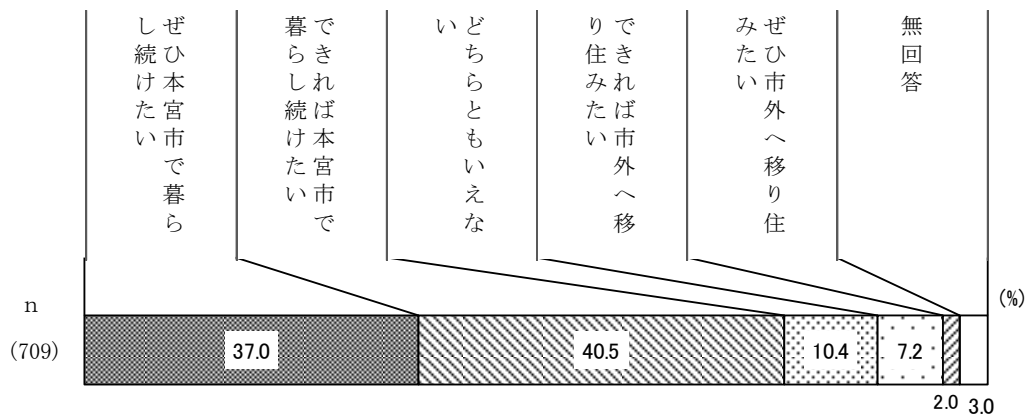 ぜひ本宮市で暮ら
し続けたい
できれば本宮市で
暮らし続けたい
どちらともいえな
い
できれば市外へ移
り住みたい
ぜひ市外へ移り住
みたい
無回答
n
(%)
(709)
37.0
40.5
10.4
7.2
2.0
3.0